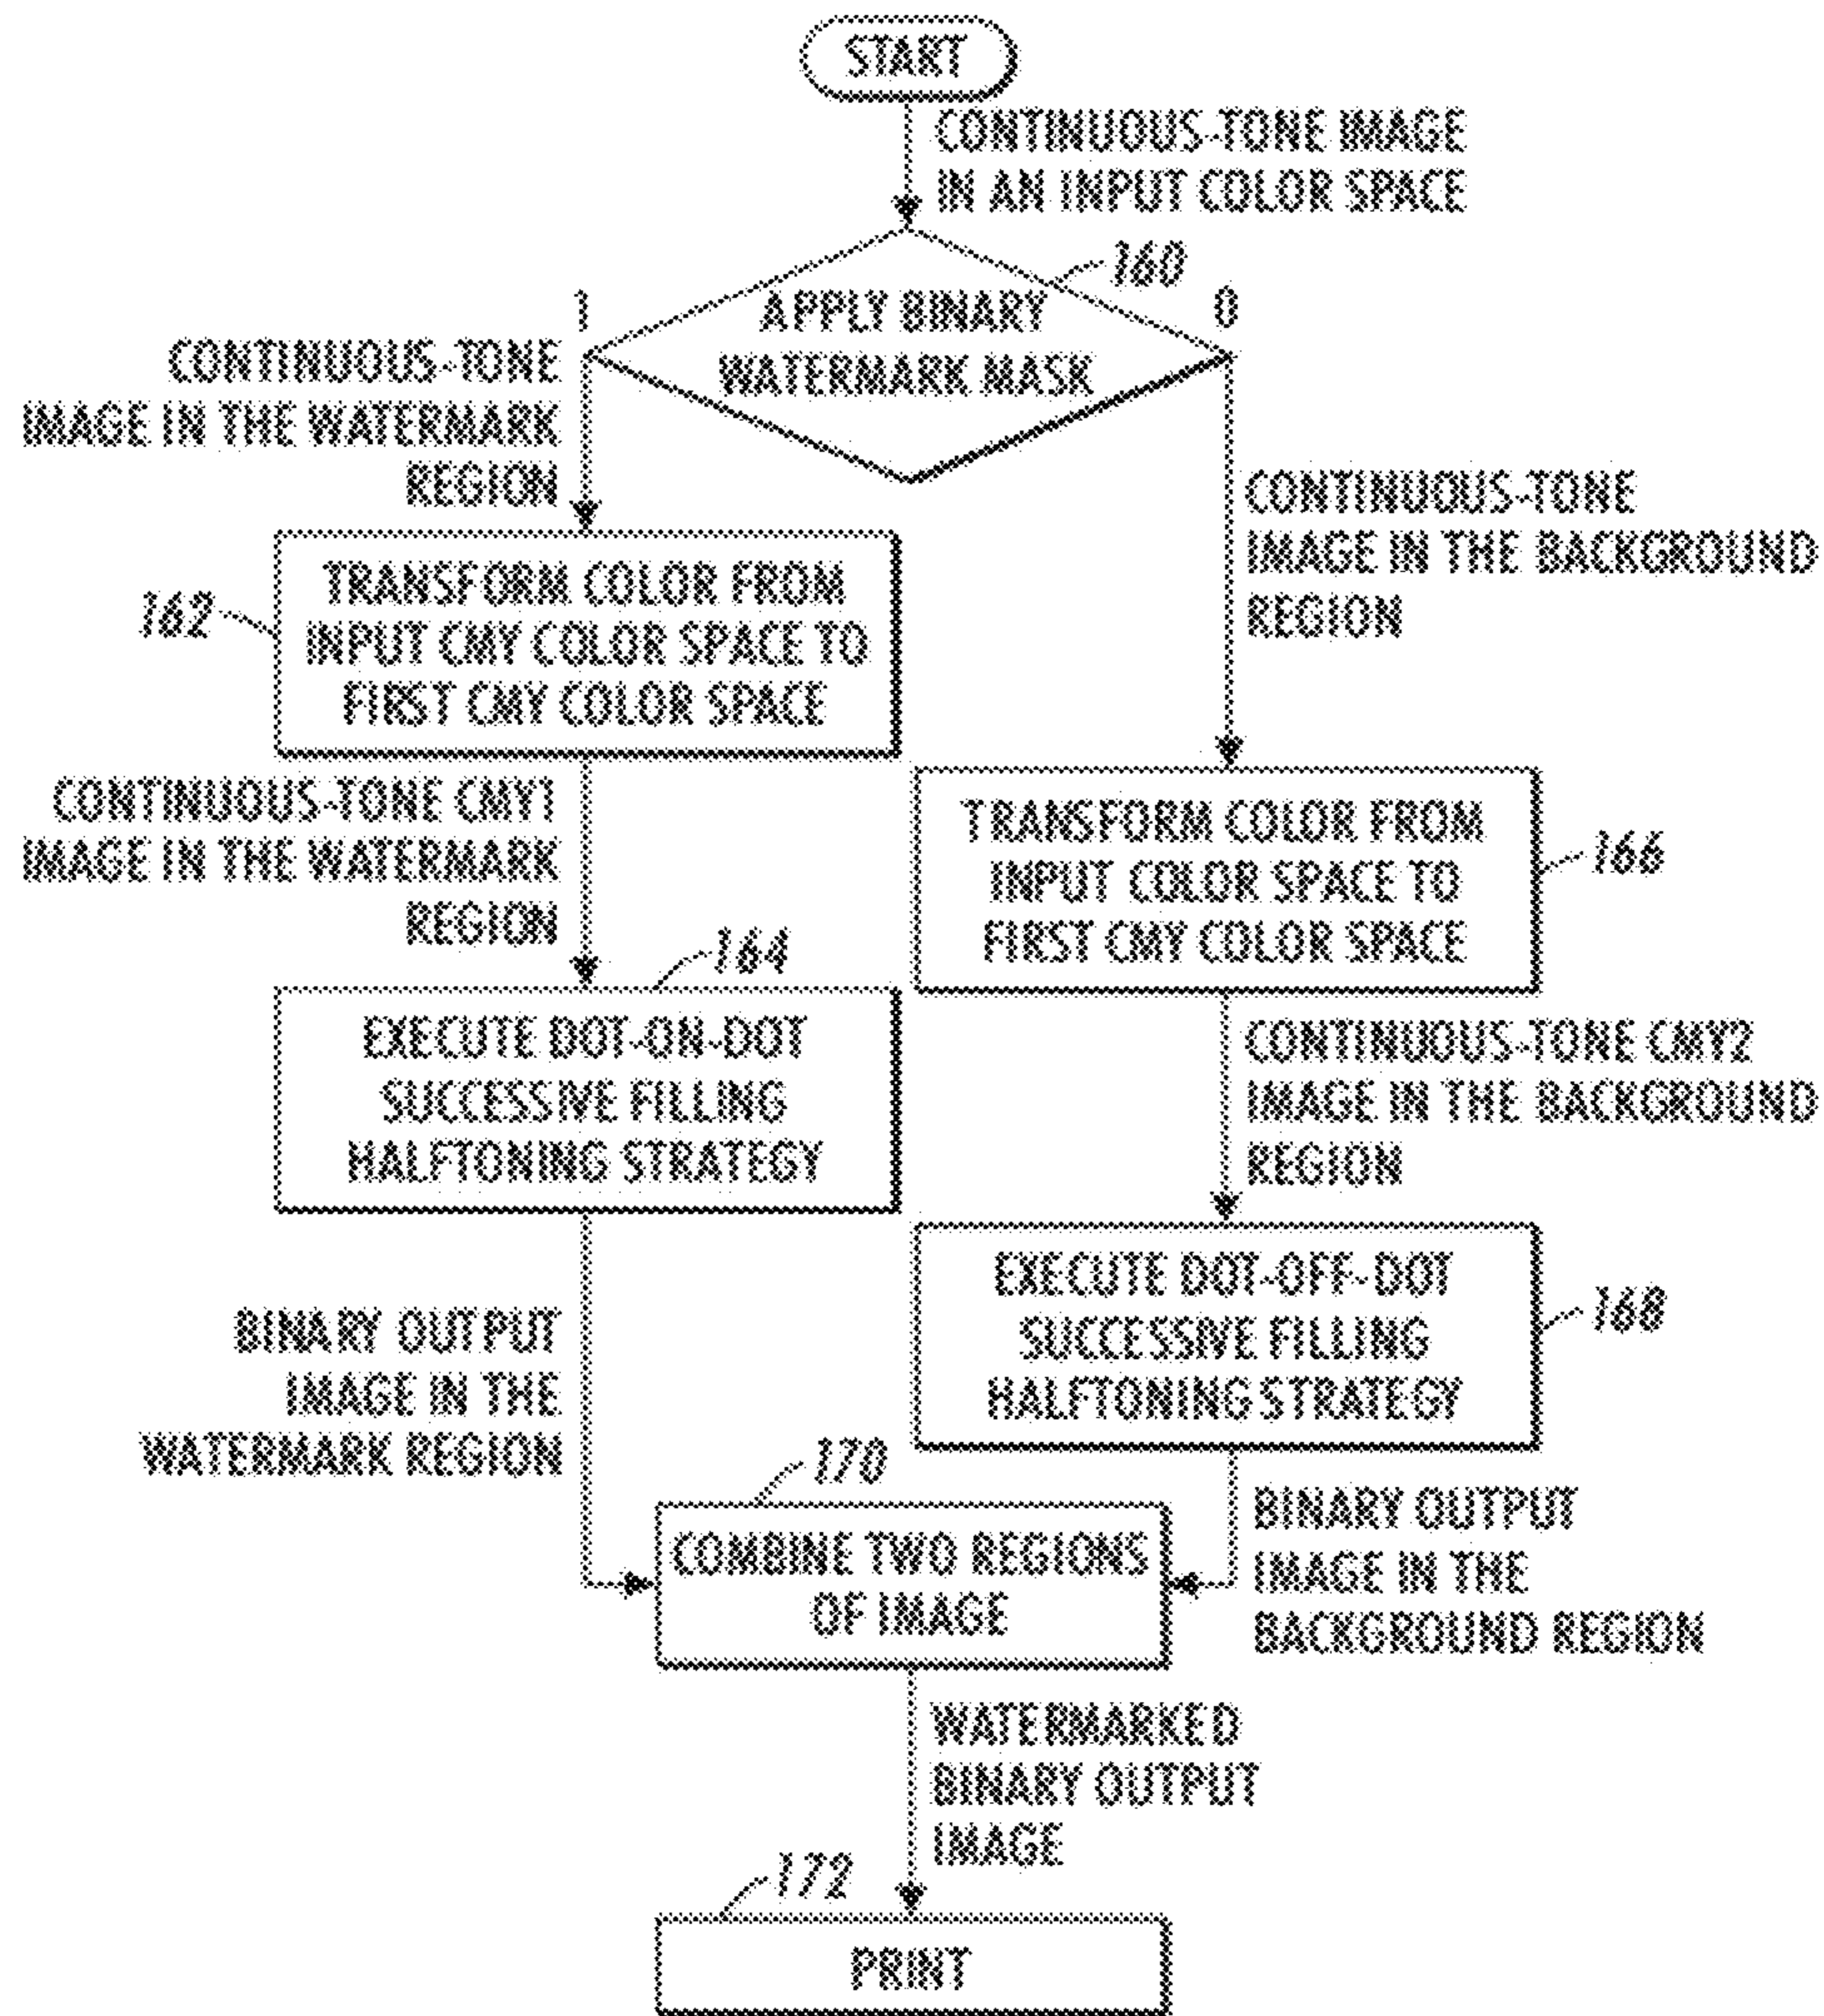 START
CONTINUOUS-TONE IMAGE
IN AN INPUT COLOR SPACE
160
1
0
APPLY BINARY
WATERMARK MASK
CONTINUOUS-TONE
IMAGE IN THE WATERMARK
REGION
CONTINUOUS-TONE
IMAGE IN THE BACKGROUND
REGION
162
TRANSFORM COLOR FROM
INPUT CMY COLOR SPACE TO
FIRST CMY COLOR SPACE
CONTINUOUS-TONE CMY1
IMAGE IN THE WATERMARK
REGION
TRANSFORM COLOR FROM
INPUT COLOR SPACE TO
FIRST CMY COLOR SPACE
166
164
EXECUTE DOT-ON-DOT
SUCCESSIVE FILLING
HALFTONING STRATEGY
CONTINUOUS-TONE CMY2
IMAGE IN THE BACKGROUND
REGION
EXECUTE DOT-OFF-DOT
SUCCESSIVE FILLING
HALFTONING STRATEGY
168
BINARY OUTPUT
IMAGE IN THE
WATERMARK REGION
170
COMBINE TWO REGIONS
OF IMAGE
BINARY OUTPUT
IMAGE IN THE
BACKGROUND REGION
WATERMARKED
BINARY OUTPUT
IMAGE
172
PRINT